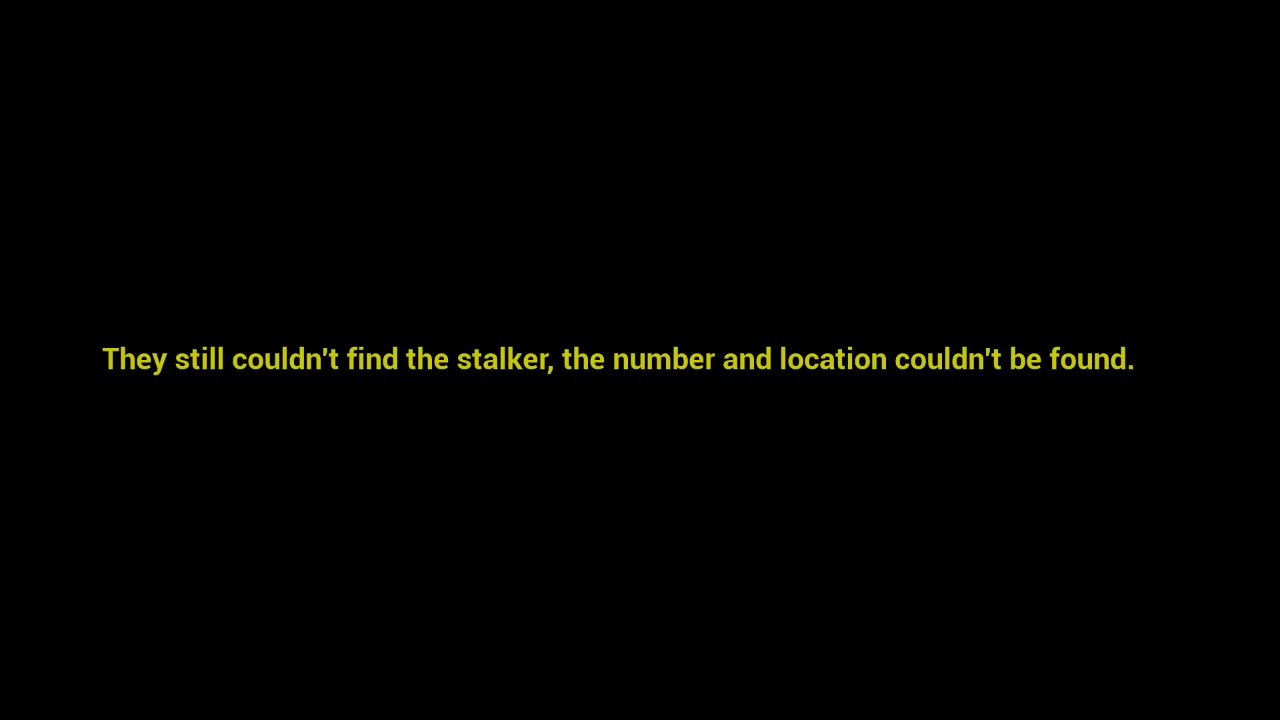 They still couldn't find the stalker, the number and location couldn't be found.